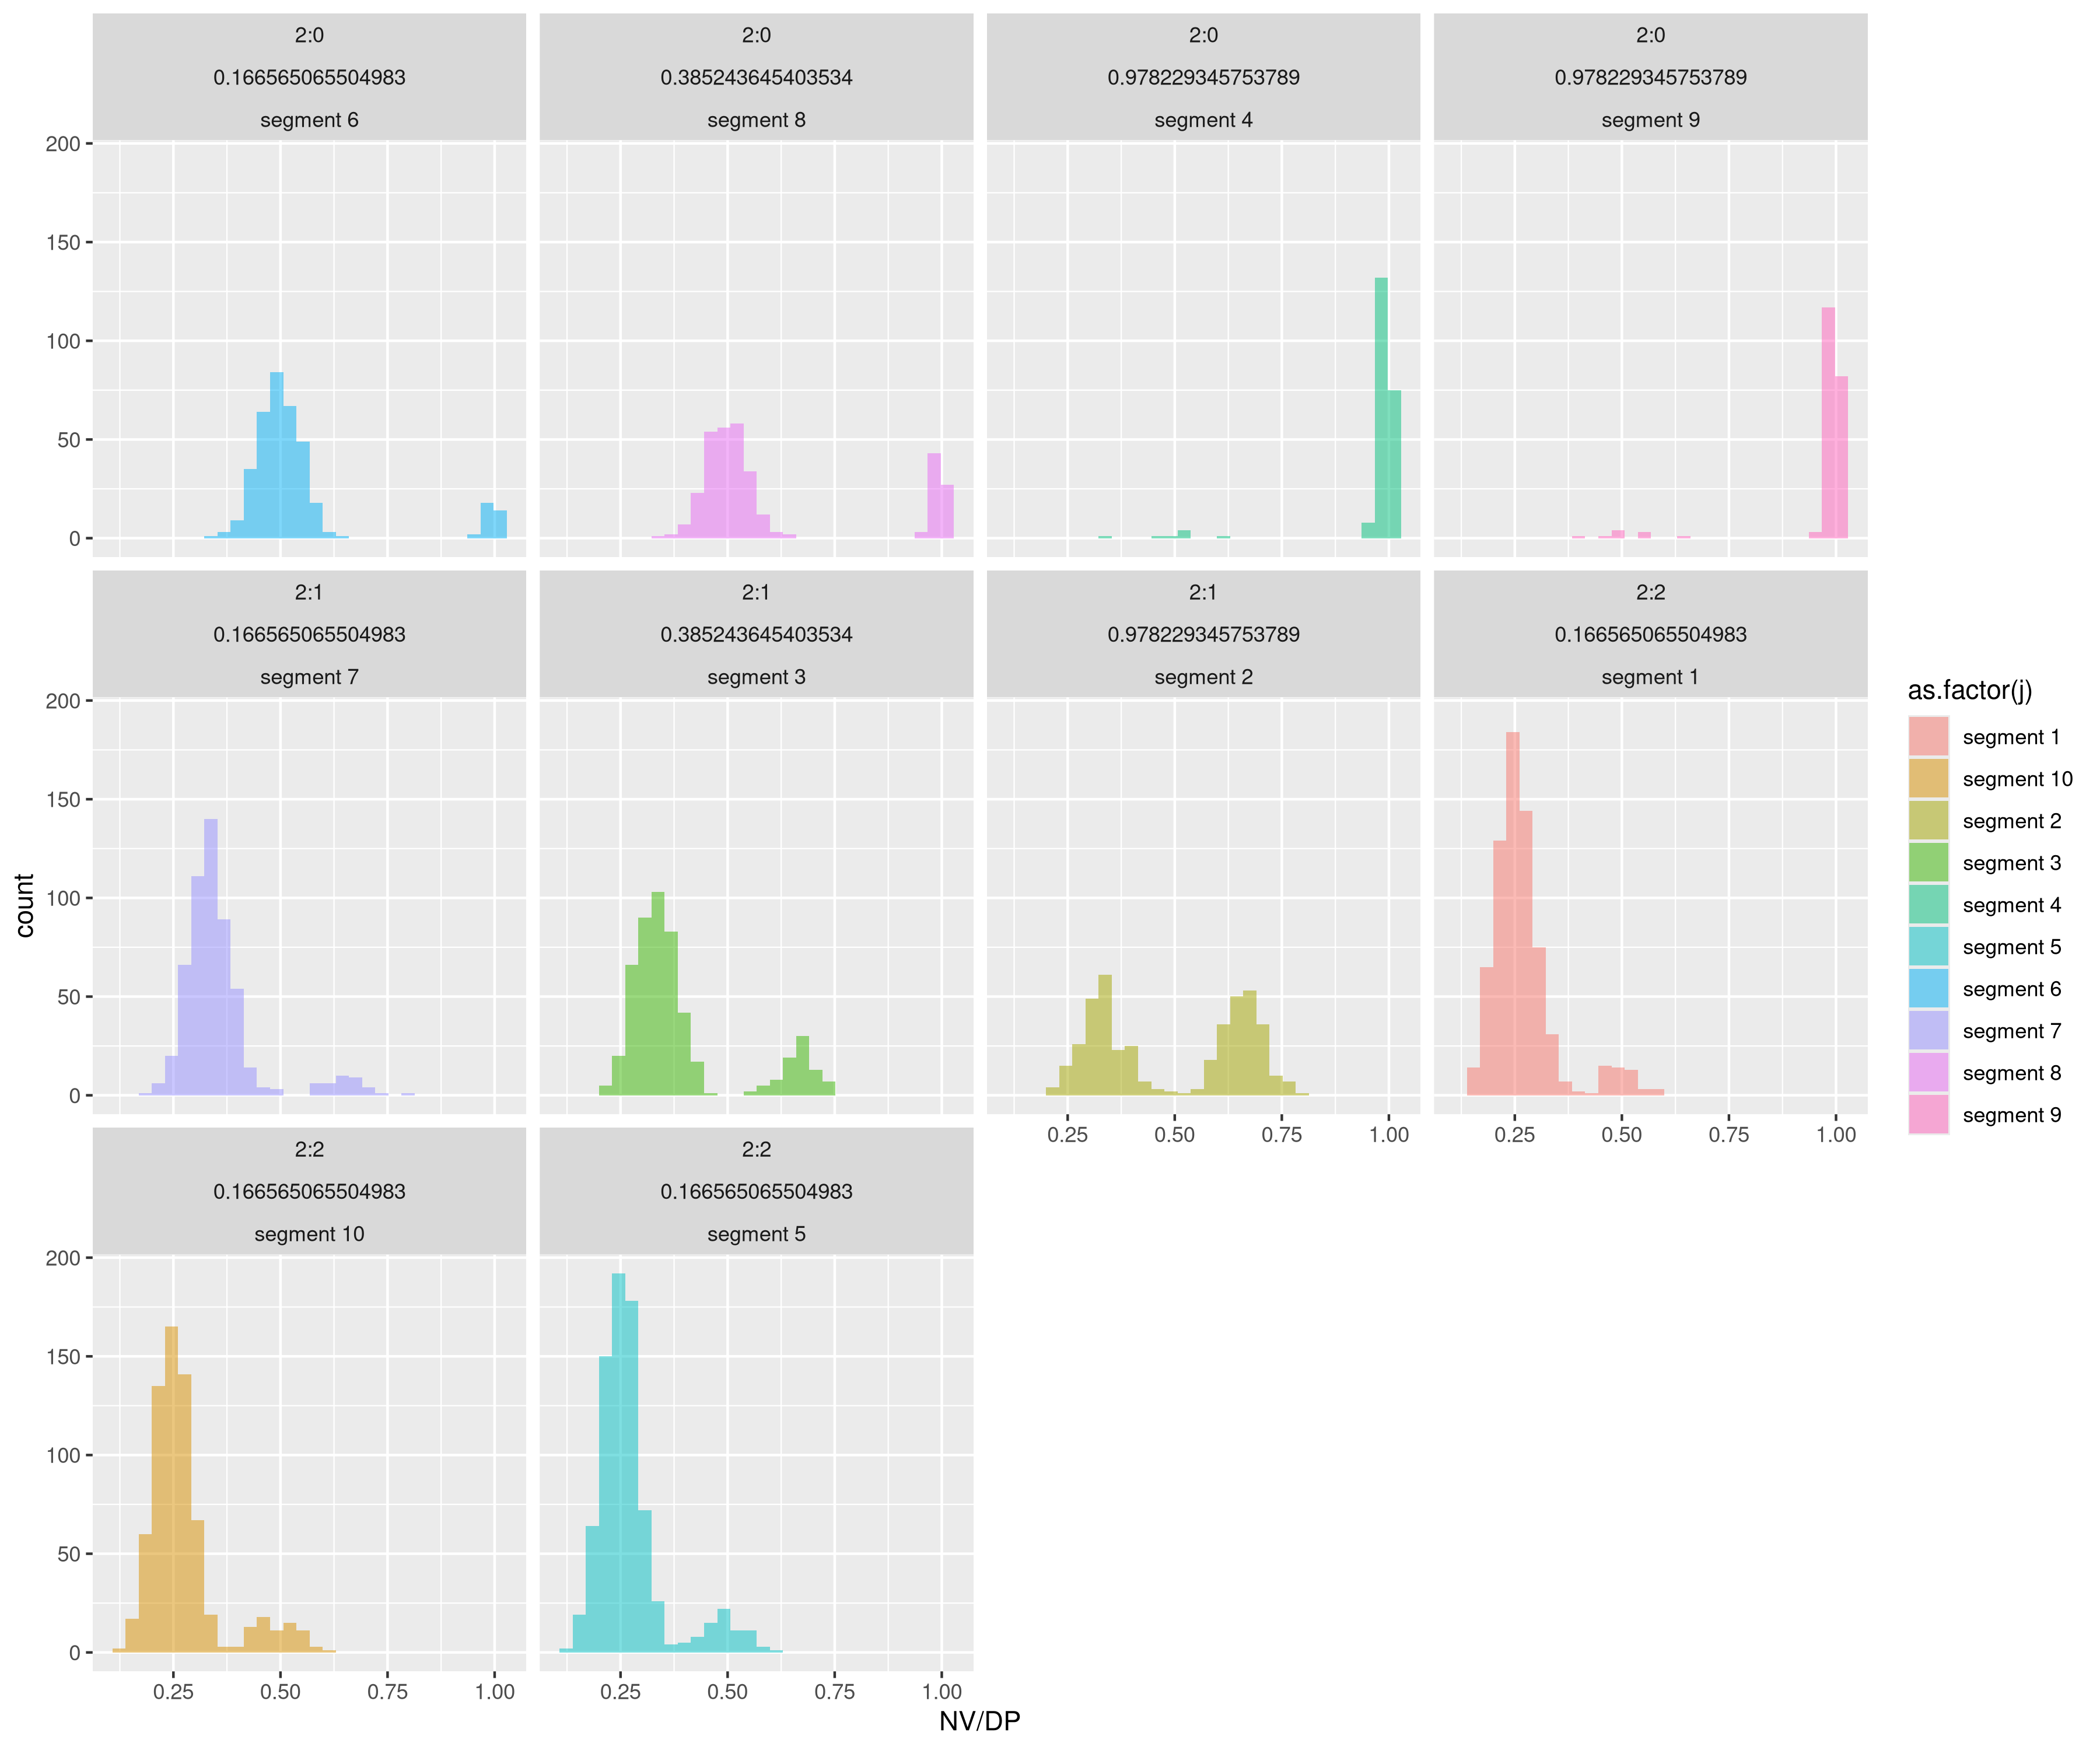 2:0
0.166565065504983
segment 6
2:0
0.385243645403534
segment 8
2:0
0.978229345753789
segment 4
2:0
0.978229345753789
segment 9
200
150
100
50
0
2:1
0.166565065504983
segment 7
2:1
0.385243645403534
segment 3
2:1
0.978229345753789
segment 2
2:2
0.166565065504983
segment 1
200
150
100
50
0
0.25 0.50 0.75 1.00
0.25 0.50 0.75 1.00
2:2
0.166565065504983
segment 10
2:2
0.166565065504983
segment 5
200
150
100
50
0
0.25 0.50 0.75 1.00
0.25 0.50 0.75 1.00
NV/DP
count
as.factor(j)
segment 1
segment 10
segment 2
segment 3
segment 4
segment 5
segment 6
segment 7
segment 8
segment 9